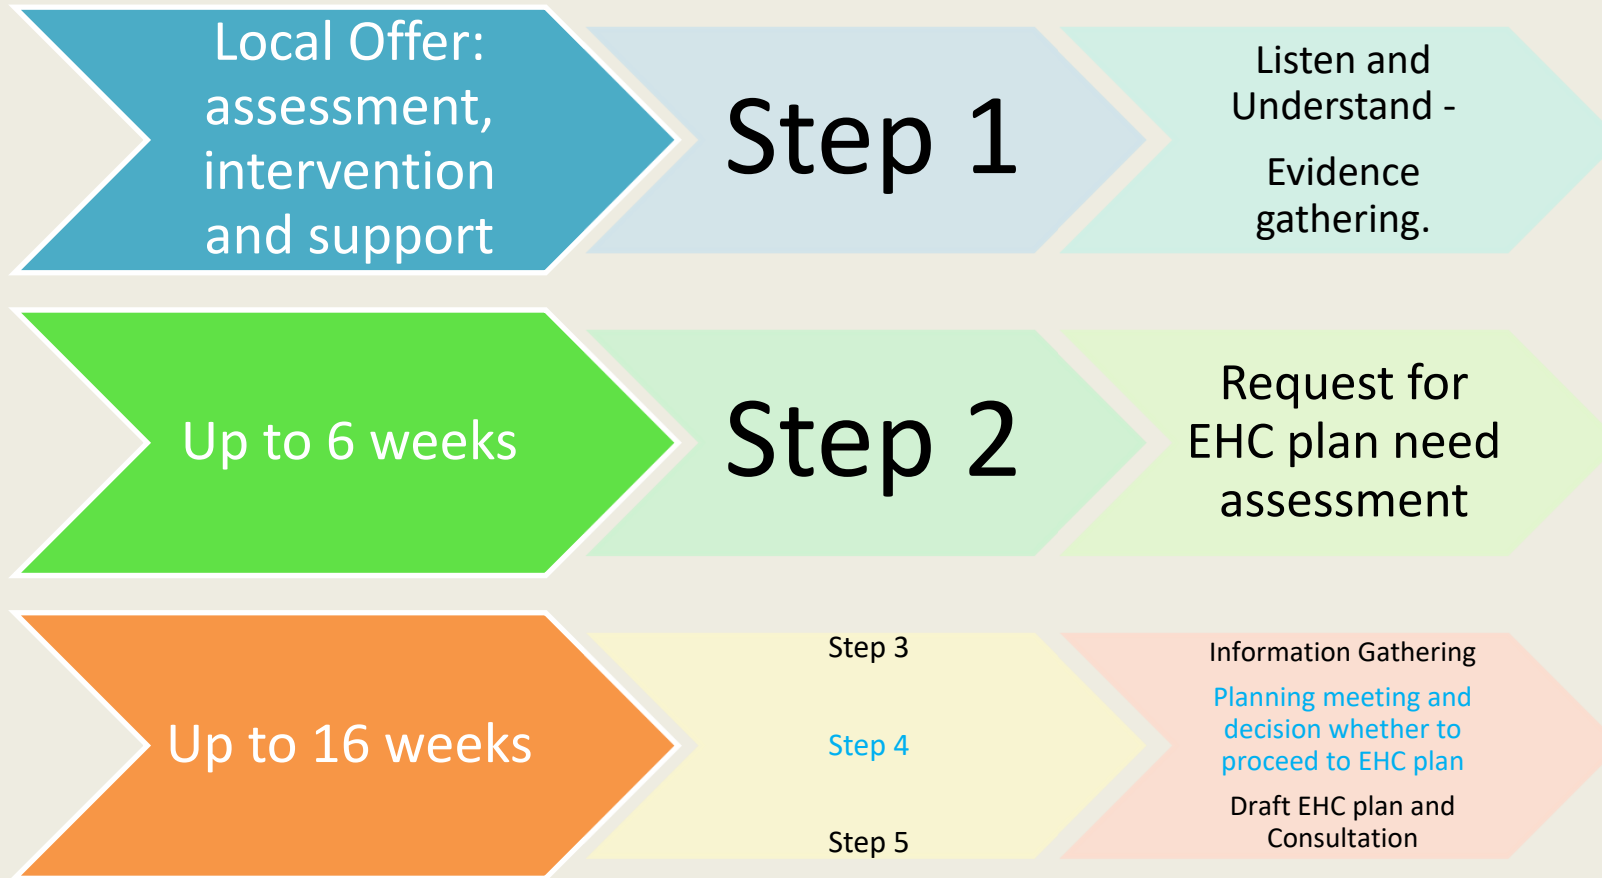 Local Offer:
assessment,
intervention
and support
Step 1
Listen and
Understand -
Evidence
gathering.
Up to 6 weeks
Step 2
Request for
EHC plan need
assessment
Up to 16 weeks
Step 3
Step 4
Step 5
Information Gathering
Planning meeting and
decision whether to
proceed to EHC plan
Draft EHC plan and
Consultation